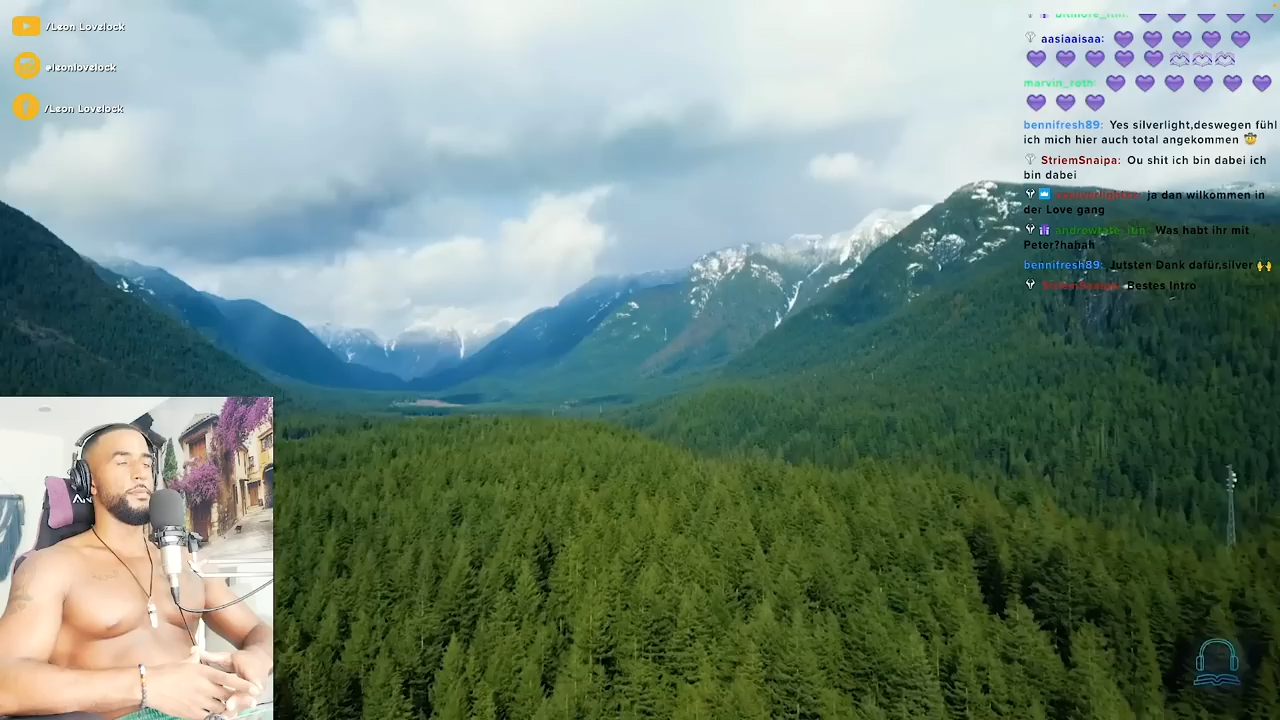 /Leon Lovelock
@leonlovelock
/Leon Lovelock
aasiaaisaa:
marvin_roth:
bennifresh89: Yes silverlight,deswegen fühl
ich mich hier auch total angekommen
StriemSnaipa: Ou shit ich bin dabei ich
bin dabei
ja dan wilkommen in
der Love gang
androwtate_itin: Was habt ihr mit
Peter?hahah
bennifresh89: Jutsten Dank dafür,silver
StriemSnaipa: Bestes Intro